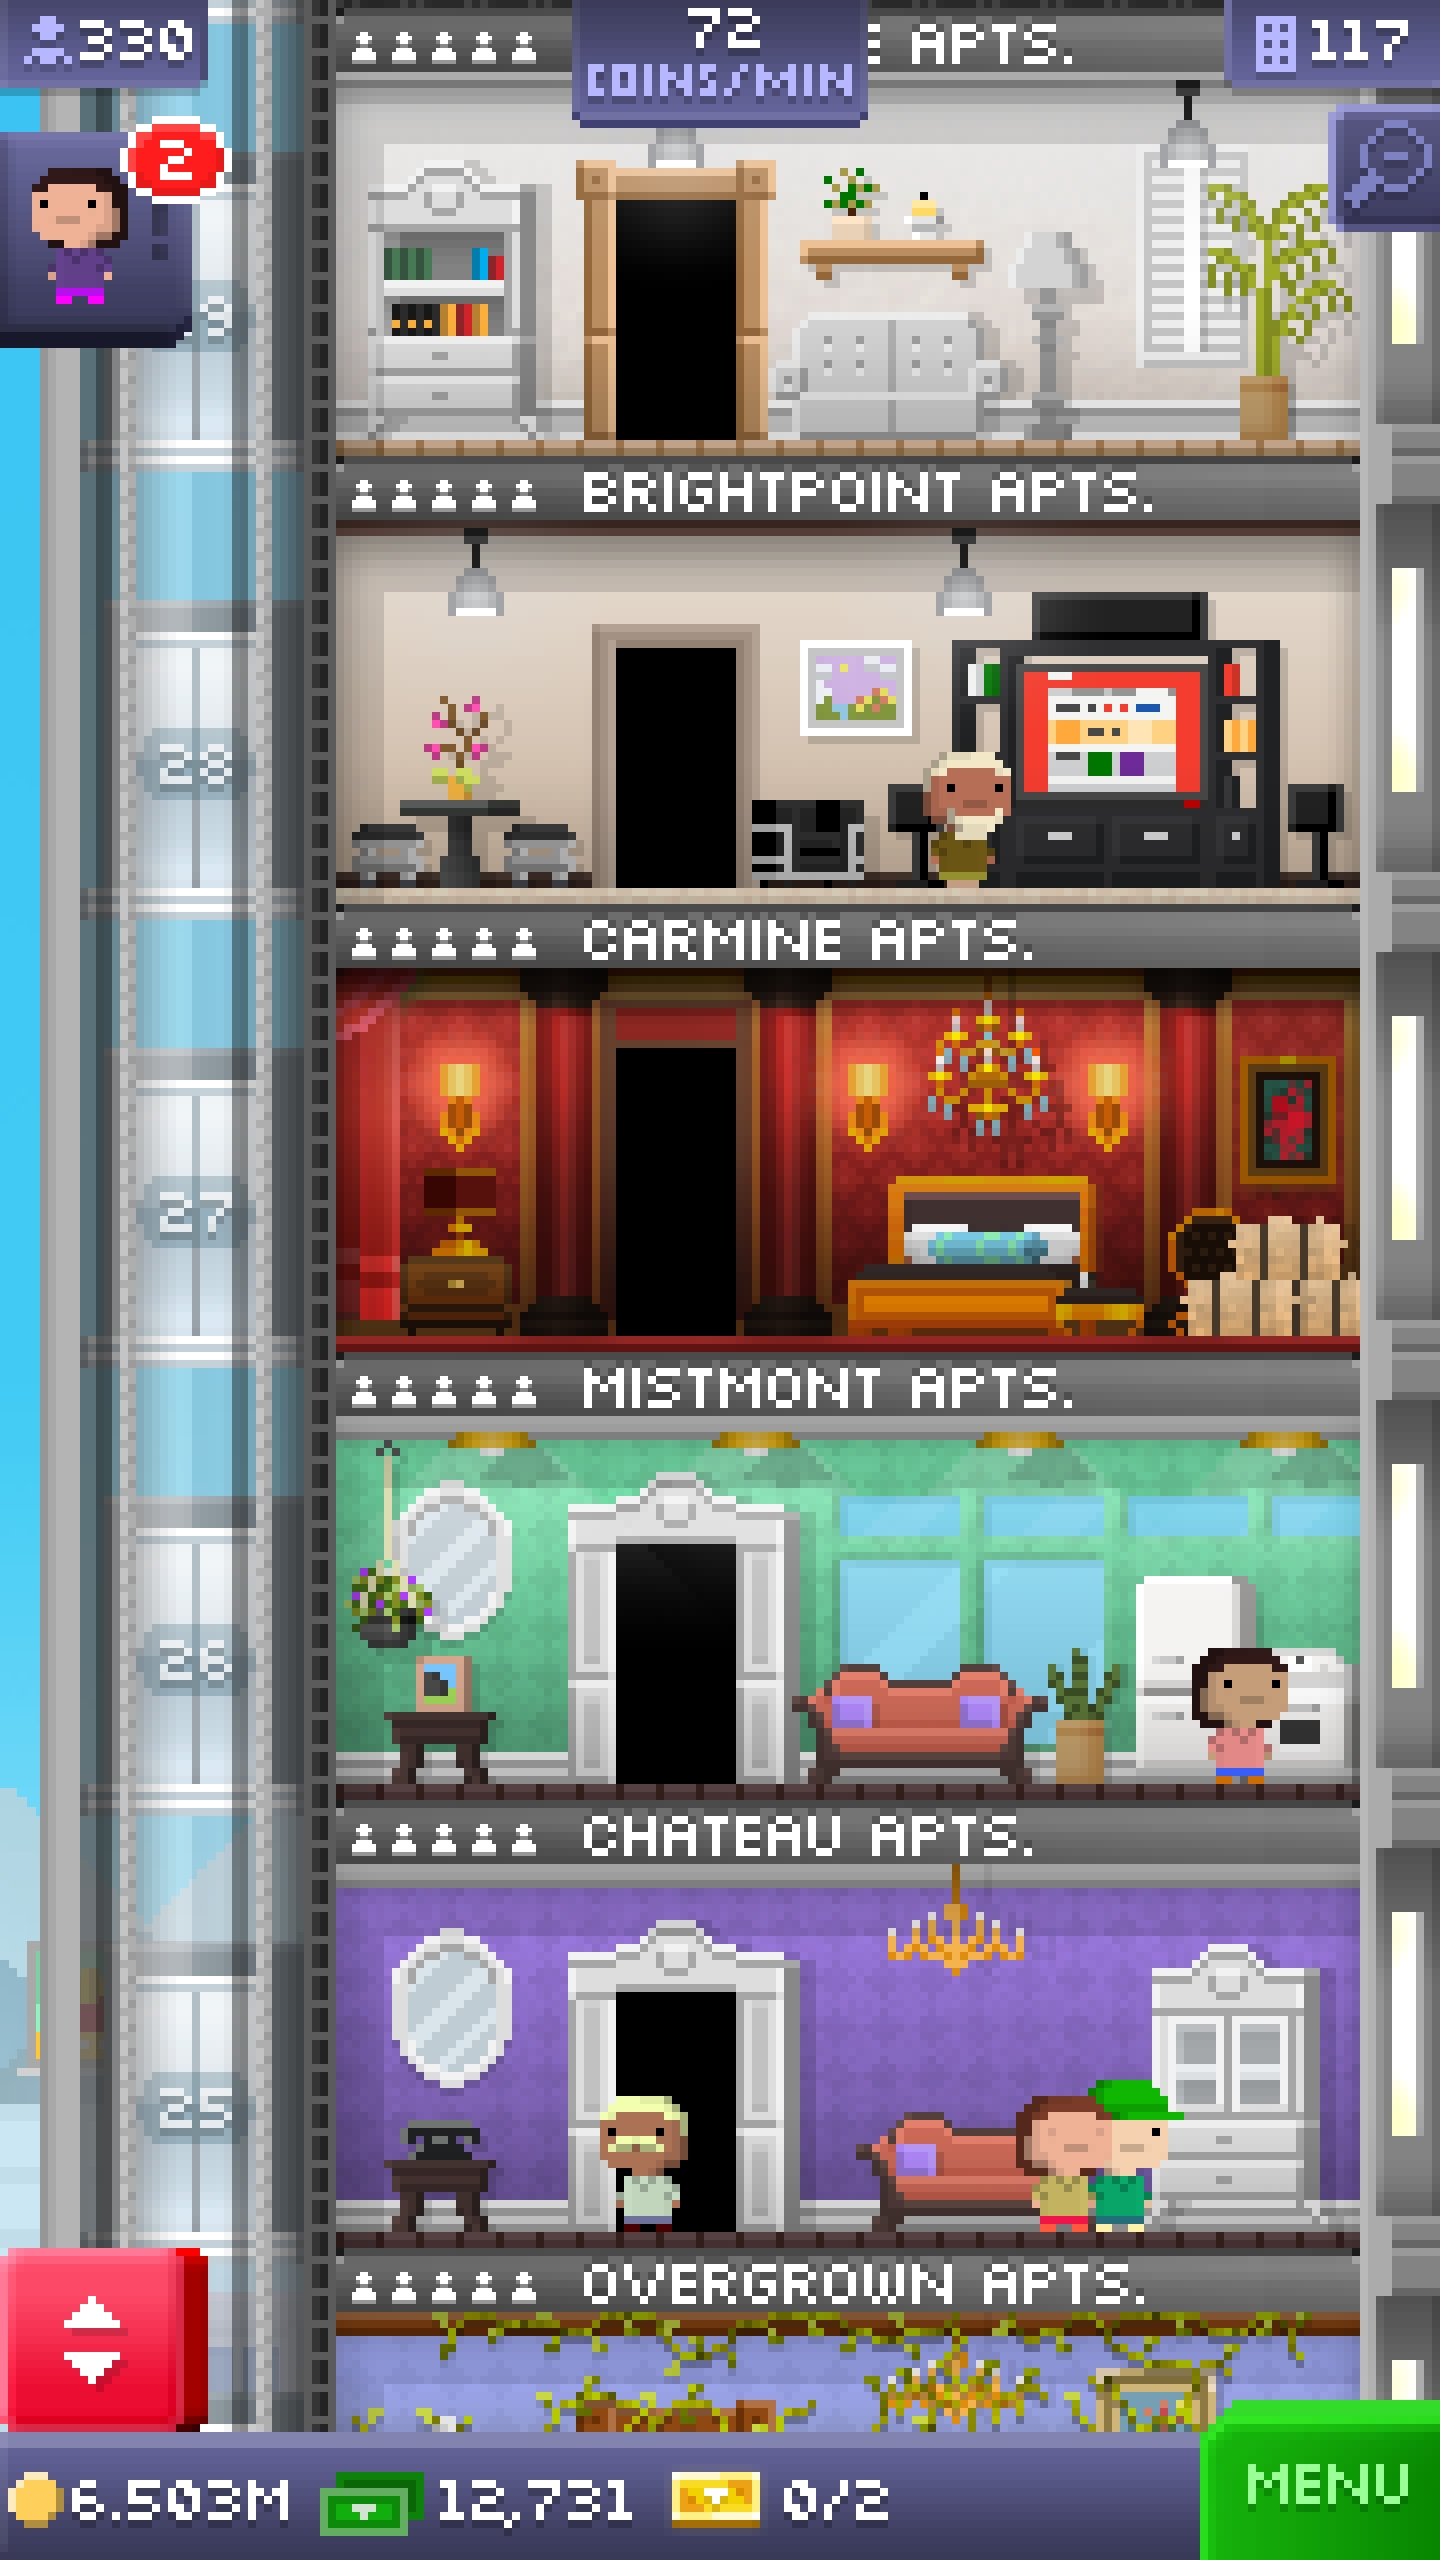 330
72
COINS/MIN
APTS.
117
2
BRIGHTPOINT APTS.
28
CARMINE APTS.
27
MISTMONT APTS.
26
CHATEAU APTS.
25
OVERGROWN APTS.
6.503M
12,731
0/2
MENU